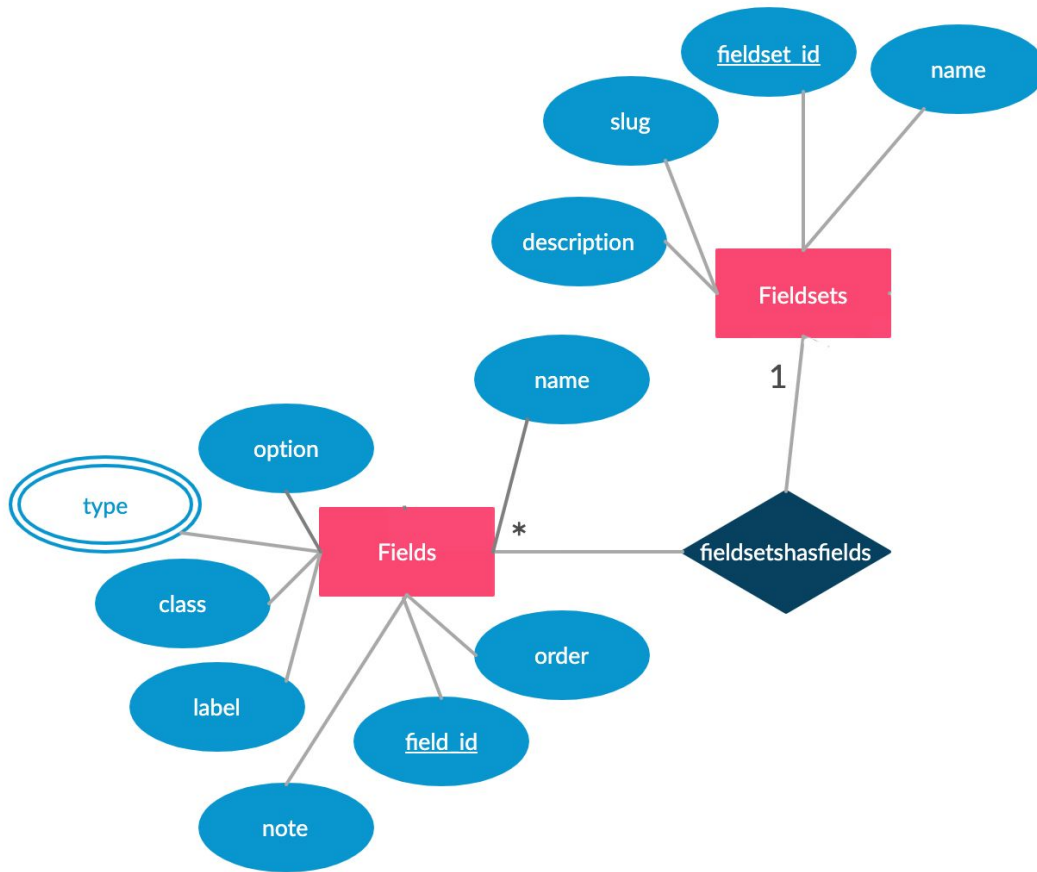 fieldset_id
name
slug
description
Fieldsets
1
name
option
type
*
Fields
fieldsetshasfields
class
order
label
field_id
note